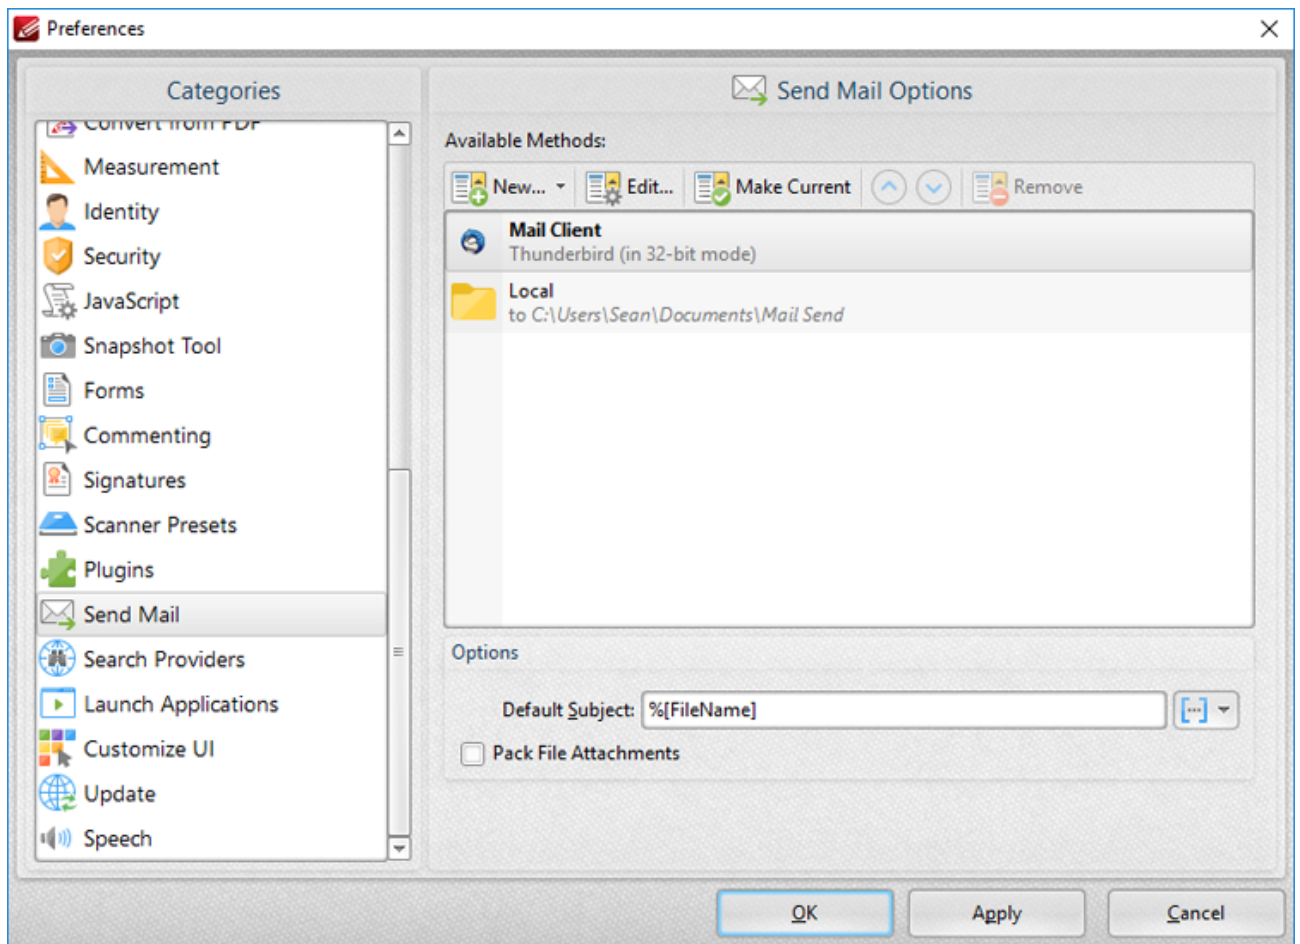 Preferences
Categories
Convert from PDF
Measurement
Identity
Security
JavaScript
Snapshot Tool
Forms
Commenting
Signatures
Scanner Presets
Plugins
Send Mail
Search Providers
Launch Applications
Customize UI
Update
Speech
Send Mail Options
Available Methods:
New... Edit... Make Current Remove
Mail Client
Thunderbird (in 32-bit mode)
Local
to C:\Users\Sean\Documents\Mail Send
Options
Default Subject: %[FileName]
Pack File Attachments
OK Apply Cancel